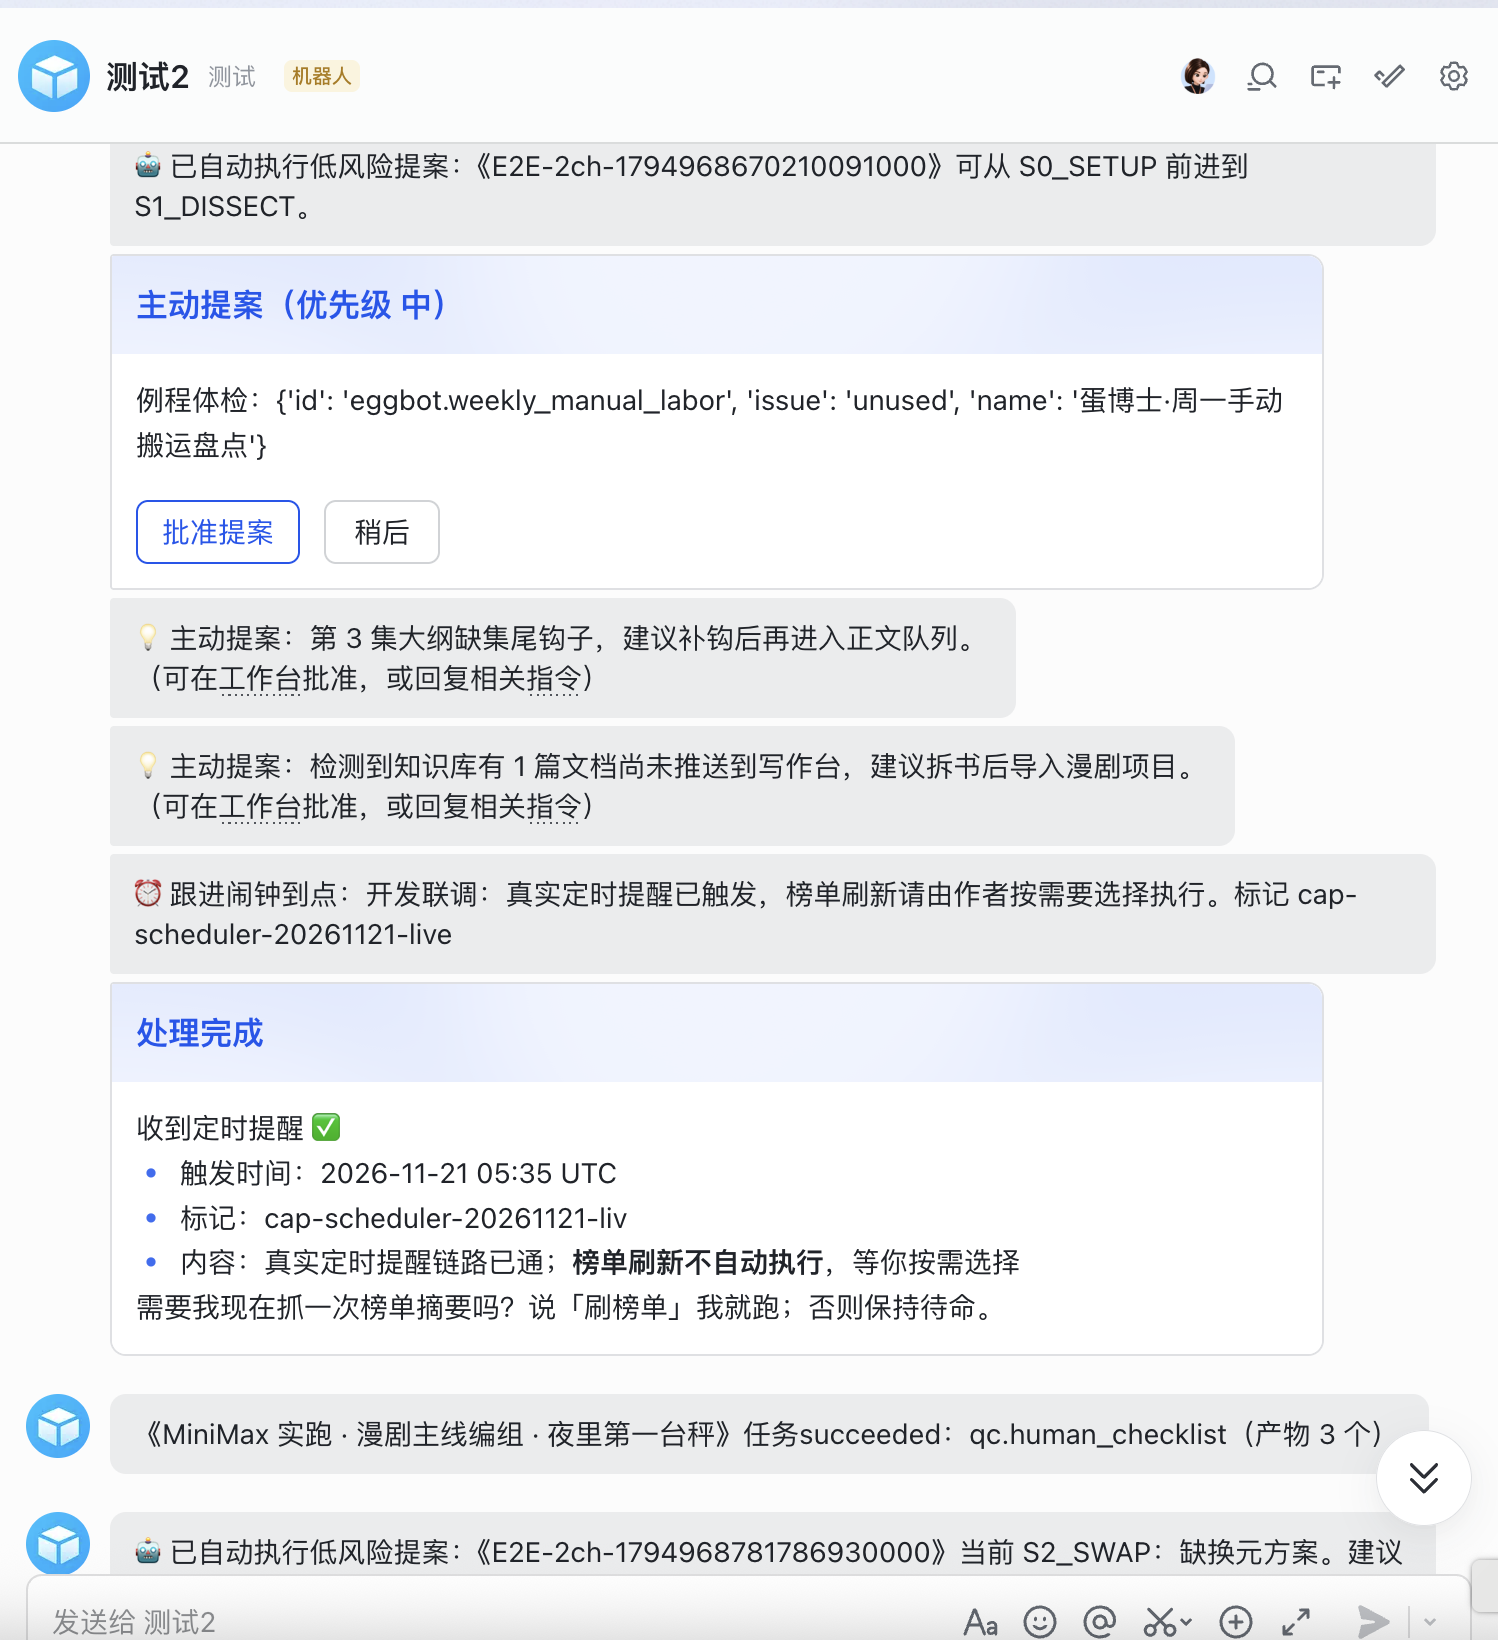 测试2 测试 机器人
🤖 已自动执行低风险提案：《E2E-2ch-1794968670210091000》可从 S0_SETUP 前进到
S1_DISSECT。
主动提案（优先级 中）
例程体检：{'id': 'eggbot.weekly_manual_labor', 'issue': 'unused', 'name': '蛋博士·周一手动
搬运盘点'}
批准提案 稍后
💡 主动提案：第 3 集大纲缺集尾钩子，建议补钩后再进入正文队列。
（可在工作台批准，或回复相关指令）
💡 主动提案：检测到知识库有 1 篇文档尚未推送到写作台，建议拆书后导入漫剧项目。
（可在工作台批准，或回复相关指令）
⏰ 跟进闹钟到点：开发联调：真实定时提醒已触发，榜单刷新请由作者按需要选择执行。标记 cap-
scheduler-20261121-live
处理完成
收到定时提醒 ✅
• 触发时间：2026-11-21 05:35 UTC
• 标记：cap-scheduler-20261121-liv
• 内容：真实定时提醒链路已通；榜单刷新不自动执行，等你按需选择
需要我现在抓一次榜单摘要吗？说「刷榜单」我就跑；否则保持待命。
《MiniMax 实跑 · 漫剧主线编组 · 夜里第一台秤》任务succeeded：qc.human_checklist（产物 3 个）
🤖 已自动执行低风险提案：《E2E-2ch-1794968781786930000》当前 S2_SWAP：缺换元方案。建议
发送给 测试2
Aa